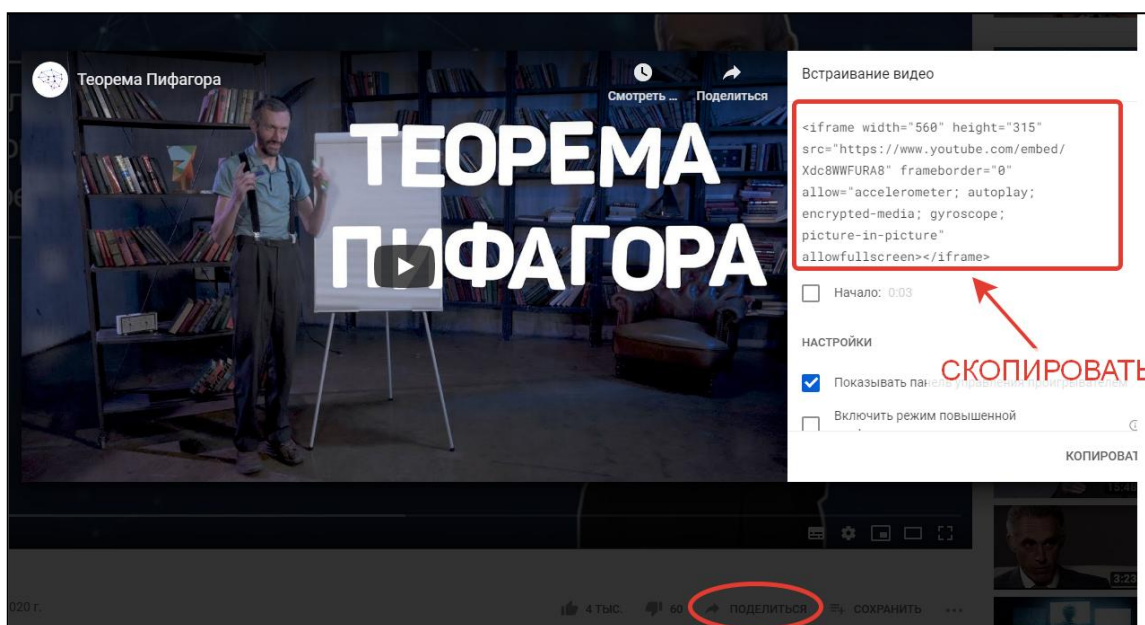 Теорема Пифагора
Смотреть ...
Поделиться
ТЕОРЕМА
ПИФАГОРА
Встраивание видео
<iframe width="560" height="315"
src="https://www.youtube.com/embed/
Xdc8WWFURA8" frameborder="0"
allow="accelerometer; autoplay;
encrypted-media; gyroscope;
picture-in-picture"
allowfullscreen></iframe>
Начало: 0:03
НАСТРОЙКИ
СКОПИРОВАТЬ
Показывать панель управления проигрывателем
Включить режим повышенной
КОПИРОВАТ
3:23
020 г.
4 ТЫС.
60
ПОДЕЛИТЬСЯ
СОХРАНИТЬ